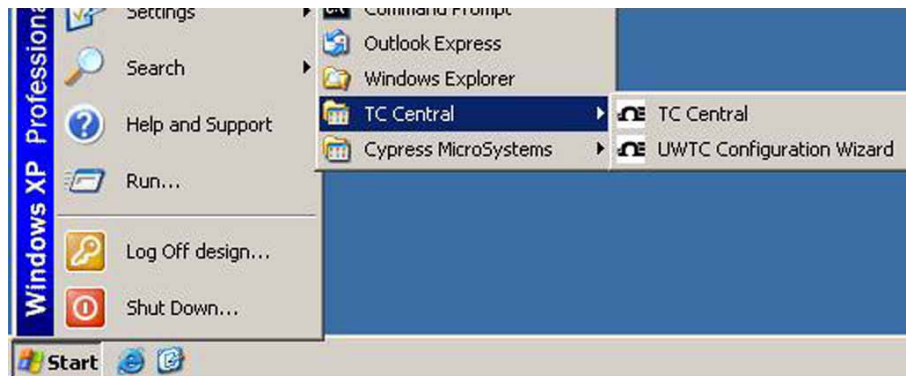 Windows XP Professional
Settings
Search
Help and Support
Run...
Log Off design...
Shut Down...
Command Prompt
Outlook Express
Windows Explorer
TC Central
Cypress MicroSystems
TC Central
UWTC Configuration Wizard
Start